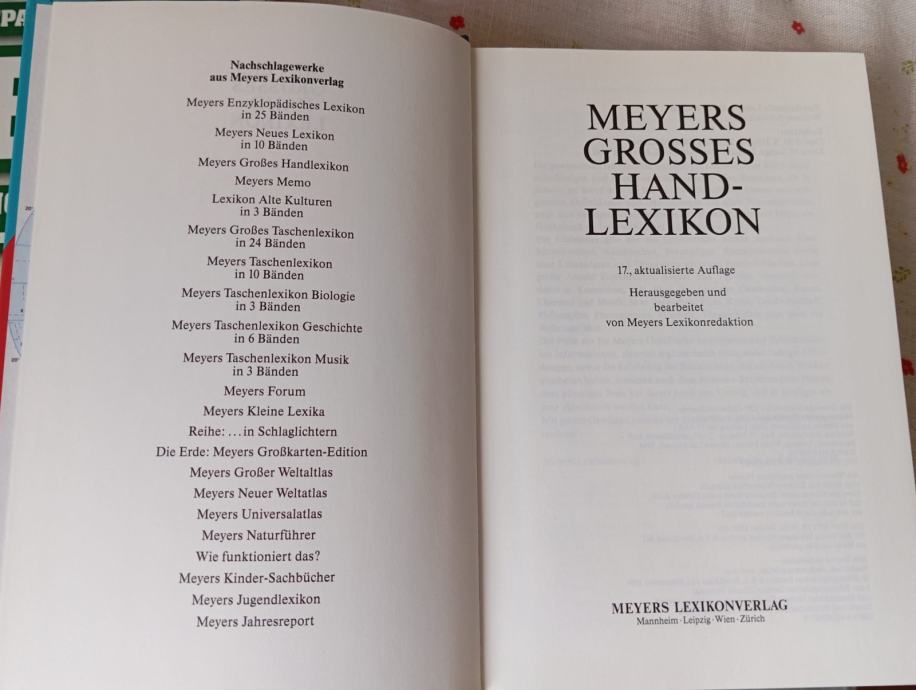 Nachschlagewerke
aus Meyers Lexikonverlag
Meyers Enzyklopädisches Lexikon
in 25 Bänden
Meyers Neues Lexikon
in 10 Bänden
Meyers Großes Handlexikon
Meyers Memo
Lexikon Alte Kulturen
in 3 Bänden
Meyers Großes Taschenlexikon
in 24 Bänden
Meyers Taschenlexikon
in 10 Bänden
Meyers Taschenlexikon Biologie
in 3 Bänden
Meyers Taschenlexikon Geschichte
in 6 Bänden
Meyers Taschenlexikon Musik
in 3 Bänden
Meyers Forum
Meyers Kleine Lexika
Reihe: ... in Schlaglichtern
Die Erde: Meyers Großkarten-Edition
Meyers Großer Weltaltlas
Meyers Neuer Weltatlas
Meyers Universalatlas
Meyers Naturführer
Wie funktioniert das?
Meyers Kinder-Sachbücher
Meyers Jugendlexikon
Meyers Jahresreport
MEYERS
GROSSES
HAND-
LEXIKON
17., aktualisierte Auflage
Herausgegeben und
bearbeitet
von Meyers Lexikonredaktion
MEYERS LEXIKONVERLAG
Mannheim · Leipzig · Wien · Zürich